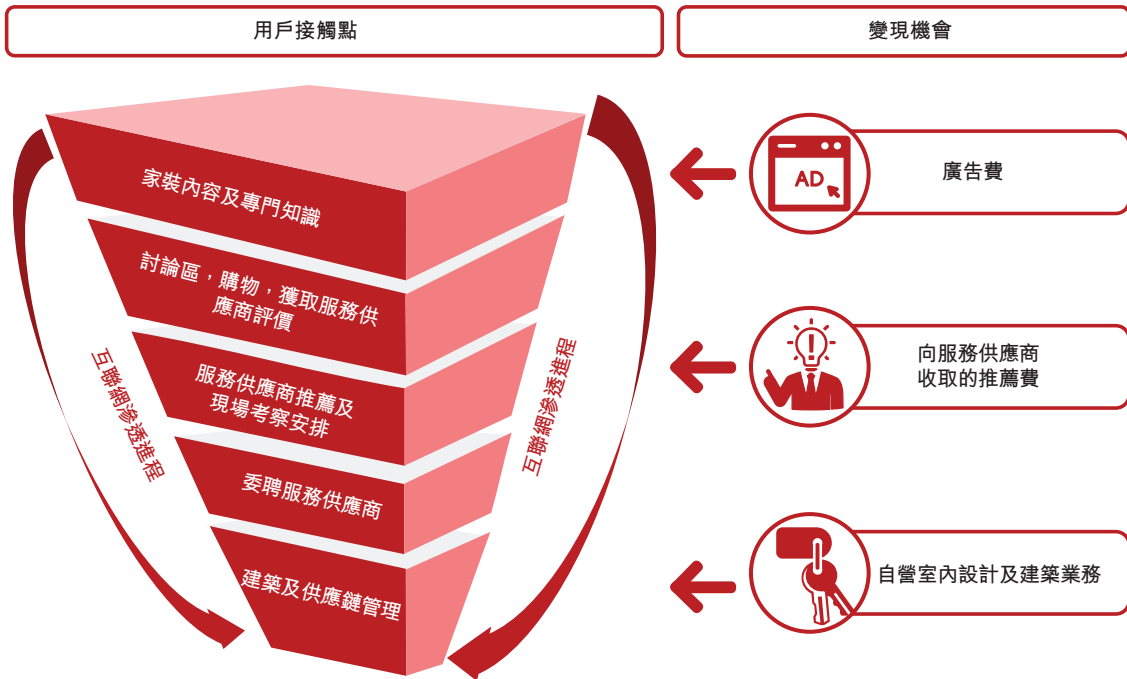 用戶接觸點
變現機會
家裝內容及專門知識
討論區，購物，獲取服務供
應商評價
服務供應商推薦及
現場考察安排
委聘服務供應商
建築及供應鏈管理
互聯網滲透進程
互聯網滲透進程
AD
廣告費
向服務供應商
收取的推薦費
自營室內設計及建築業務